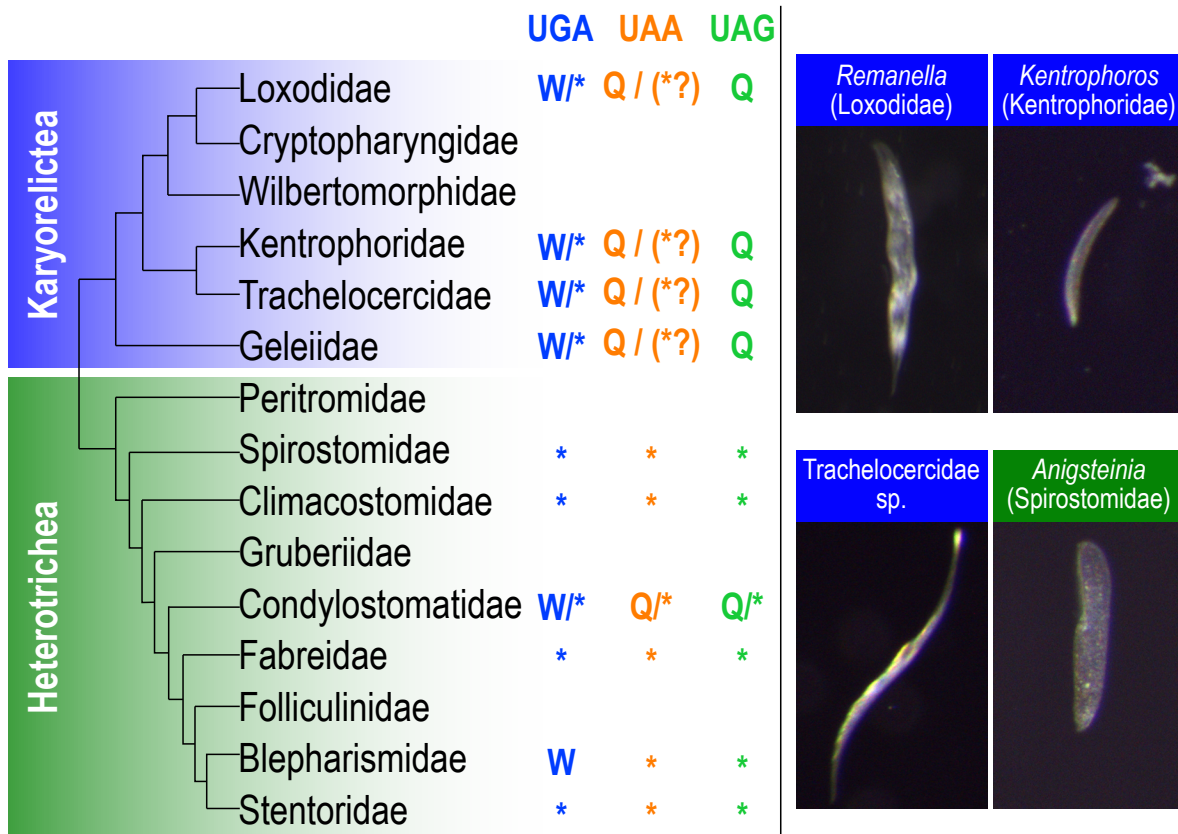 UGA UAA UAG
Karyorelictea
Loxodidae W/* Q / (*?) Q
Cryptopharyngidae
Wilbertomorphidae
Kentrophoridae W/* Q / (*?) Q
Trachelocercidae W/* Q / (*?) Q
Geleiidae W/* Q / (*?) Q
Heterotrichea
Peritromidae
Spirostomidae * * *
Climacostomidae * * *
Gruberiidae
Condylostomatidae W/* Q/* Q/*
Fabreidae * * *
Folliculinidae
Blepharismidae W * *
Stentoridae * * *
Remanella
(Loxodidae)
Kentrophoros
(Kentrophoridae)
Trachelocercidae
sp.
Anigsteinia
(Spirostomidae)